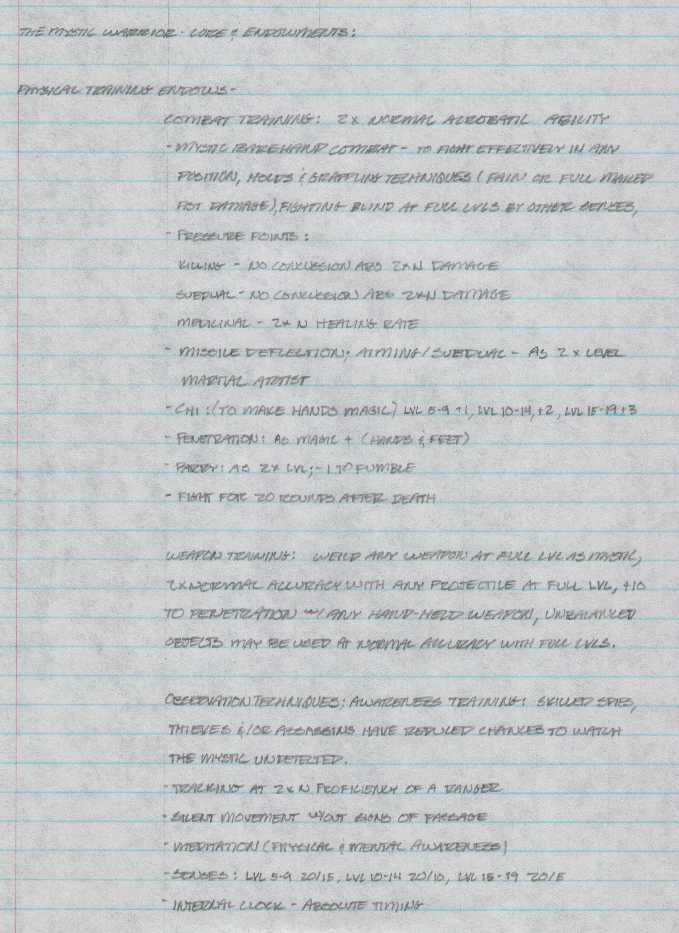 THE MYSTIC WARRIOR - CORE & ENDOWMENTS:
PHYSICAL TRAINING ENDOWS-
COMBAT TRAINING: 2x NORMAL ACROBATIC ABILITY
- MYSTIC BAREHAND COMBAT - TO FIGHT EFFECTIVELY IN ANY
POSITION, HOLDS & GRAPPLING TECHNIQUES (PAIN OR FULL MAILED
FIST DAMAGE), FIGHTING BLIND AT FULL LVLS BY OTHER SENSES,
- PRESSURE POINTS:
KILLING - NO CONCUSSION ABS 2xN DAMAGE
SUBDUAL - NO CONCUSSION ABS 2xN DAMAGE
MEDICINAL - 2x N HEALING RATE
- MISSILE DEFLECTION; AIMING/SUBDUAL - AS 2 x LEVEL
MARTIAL ARTIST
- CHI: (TO MAKE HANDS MAGIC) LVL 5-9 +1, LVL 10-14, +2, LVL 15-19 +3
- PENETRATION: AS MAGIC + (HANDS & FEET)
- PARRY: AS 2x LVL; -1 TO FUMBLE
- FIGHT FOR 20 ROUNDS AFTER DEATH
WEAPON TRAINING: WEILD ANY WEAPON AT FULL LVL AS MYSTIC,
2xNORMAL ACCURACY WITH ANY PROJECTILE AT FULL LVL, +10
TO PENETRATION W/ ANY HAND-HELD WEAPON, UNBALANCED
OBJECTS MAY BE USED AT NORMAL ACCURACY WITH FULL LVLS.
OBSERVATION TECHNIQUES; AWARENESS TRAINING: SKILLED SPIES,
THIEVES &/OR ASSASSINS HAVE REDUCED CHANCES TO WATCH
THE MYSTIC UNDETECTED.
- TRACKING AT 2xN PROFICIENCY OF A RANGER
- SILENT MOVEMENT W/OUT SIGNS OF PASSAGE
- MEDITATION (PHYSICAL & MENTAL AWARENESS)
- SENSES: LVL 5-9 20/15, LVL 10-14 20/10, LVL 15-19 20/5
- INTERNAL CLOCK - ABSOLUTE TIMING